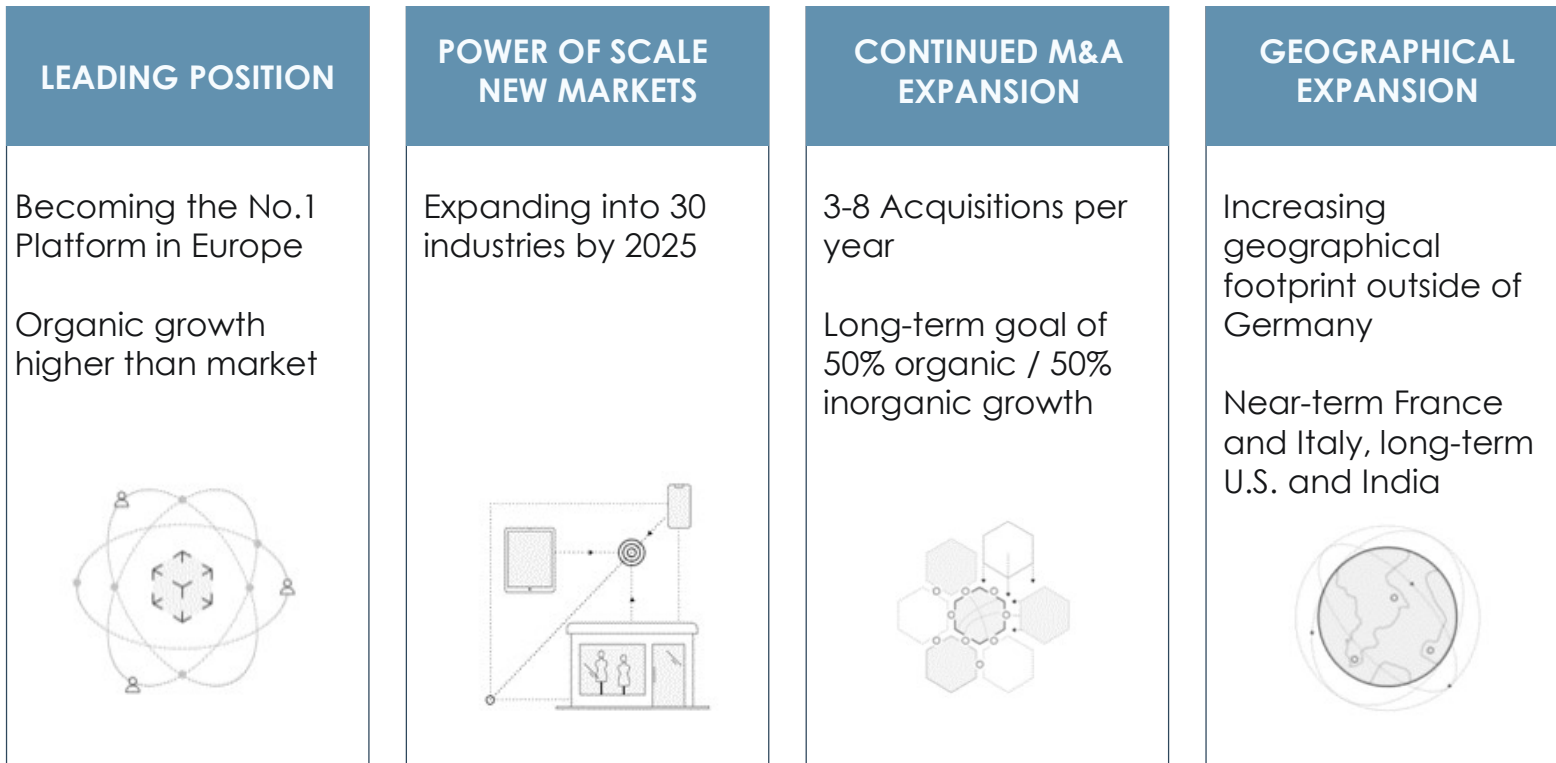 LEADING POSITION
Becoming the No.1
Platform in Europe
Organic growth
higher than market
POWER OF SCALE
NEW MARKETS
Expanding into 30
industries by 2025
CONTINUED M&A
EXPANSION
3-8 Acquisitions per
year
Long-term goal of
50% organic / 50%
inorganic growth
GEOGRAPHICAL
EXPANSION
Increasing
geographical
footprint outside of
Germany
Near-term France
and Italy, long-term
U.S. and India